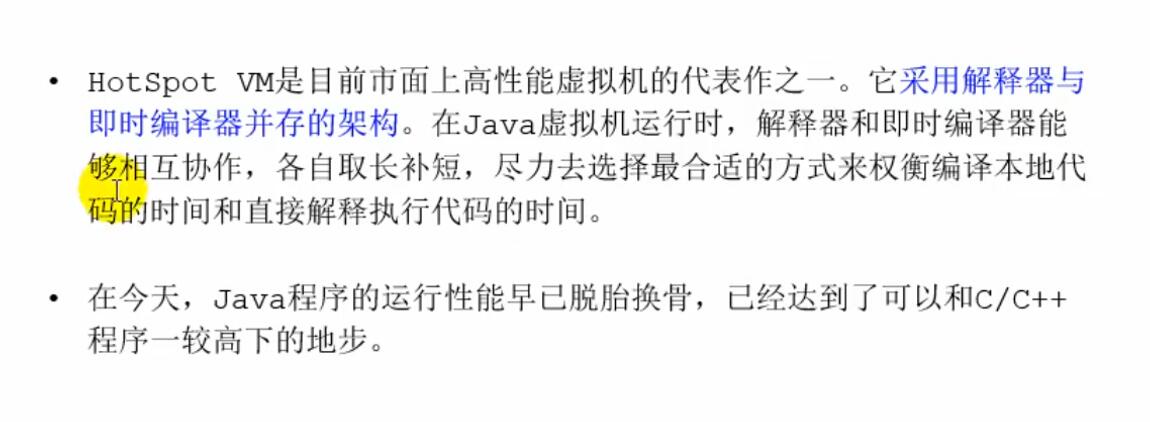 • HotSpot VM是目前市面上高性能虚拟机的代表作之一。它采用解释器与
即时编译器并存的架构。在Java虚拟机运行时，解释器和即时编译器能
够相互协作，各自取长补短，尽力去选择最合适的方式来权衡编译本地代
码的时间和直接解释执行代码的时间。
• 在今天，Java程序的运行性能早已脱胎换骨，已经达到了可以和C/C++
程序一较高下的地步。